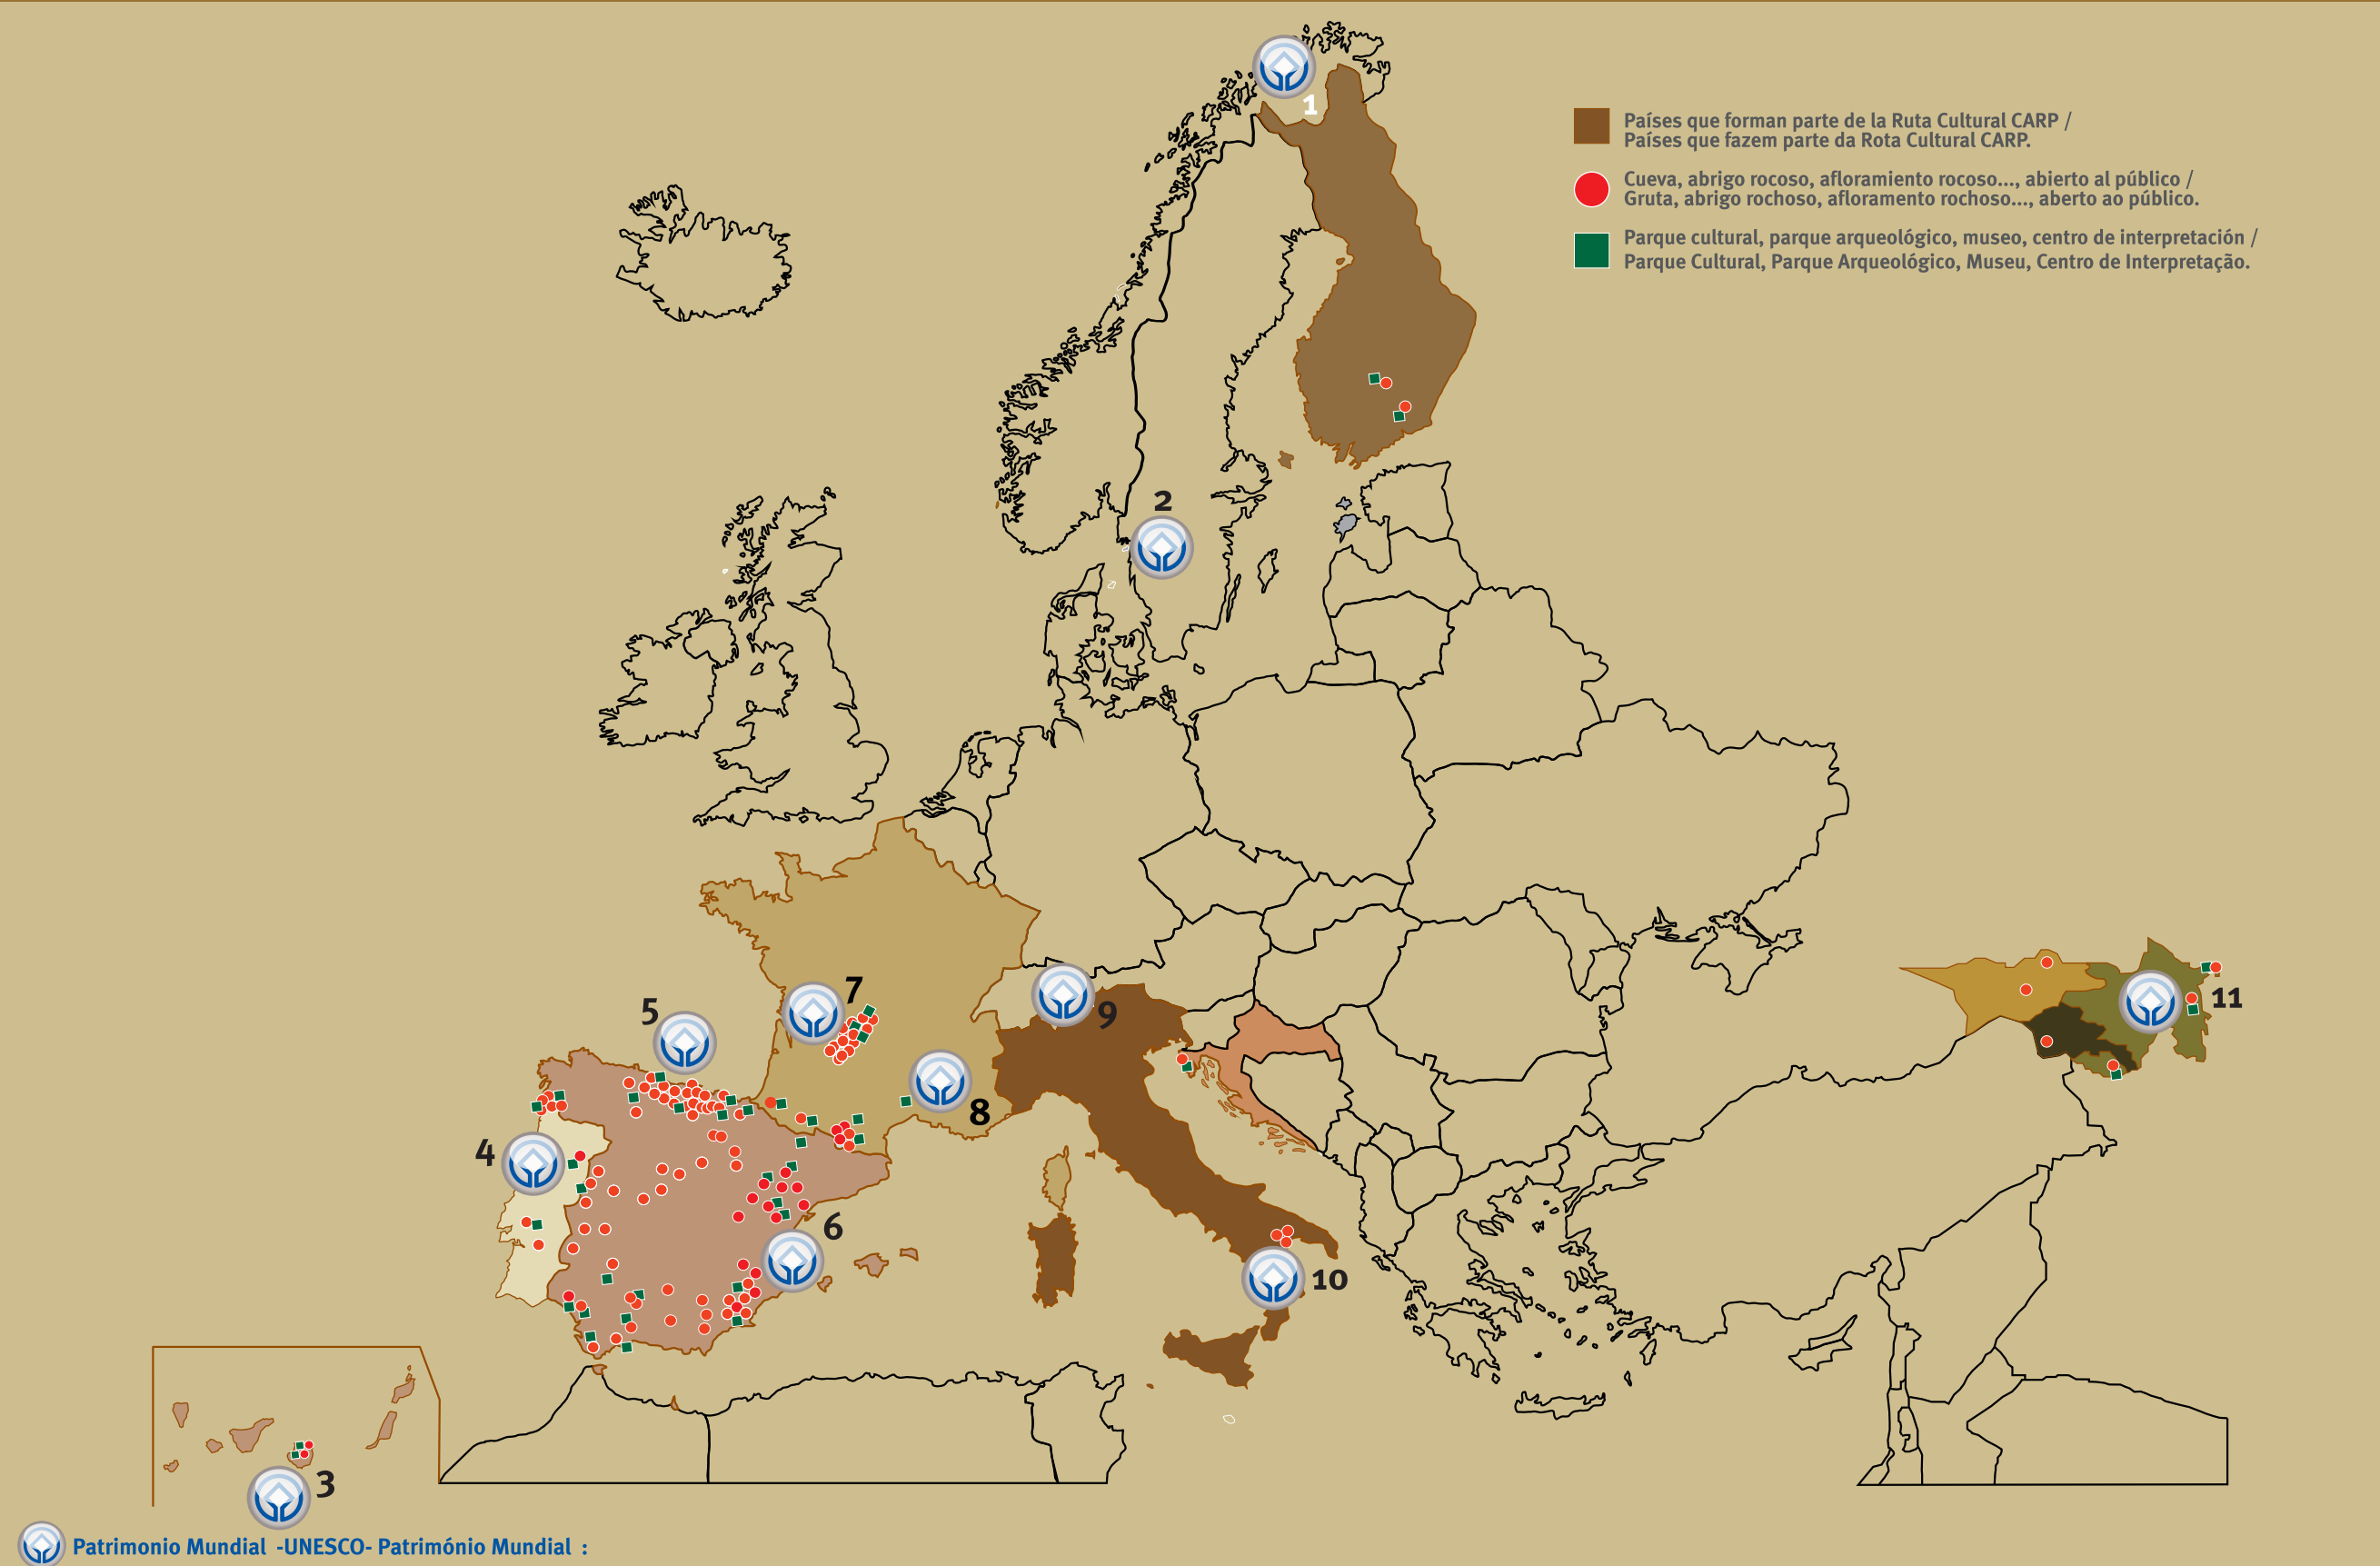 1
Países que forman parte de la Ruta Cultural CARP /
Países que fazem parte da Rota Cultural CARP.
Cueva, abrigo rocoso, afloramiento rocoso..., abierto al público /
Gruta, abrigo rochoso, afloramento rochoso..., aberto ao público.
Parque cultural, parque arqueológico, museo, centro de interpretación /
Parque Cultural, Parque Arqueológico, Museu, Centro de Interpretação.
2
7
5
9
11
8
4
6
10
3
Patrimonio Mundial -UNESCO- Património Mundial :